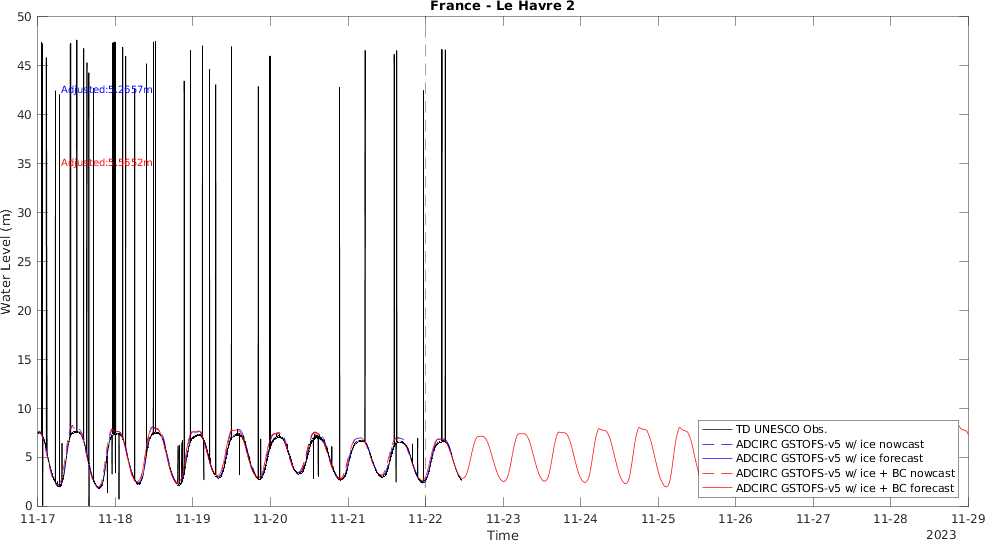 France - Le Havre 2
50
45
40
35
30
25
20
15
10
5
0
Water Level (m)
Adjusted:5.2657m
Adjusted:5.5652m
TD UNESCO Obs.
ADCIRC GSTOFS-v5 w/ ice nowcast
ADCIRC GSTOFS-v5 w/ ice forecast
ADCIRC GSTOFS-v5 w/ ice + BC nowcast
ADCIRC GSTOFS-v5 w/ ice + BC forecast
11-17 11-18 11-19 11-20 11-21 11-22 11-23 11-24 11-25 11-26 11-27 11-28 11-29
Time
2023